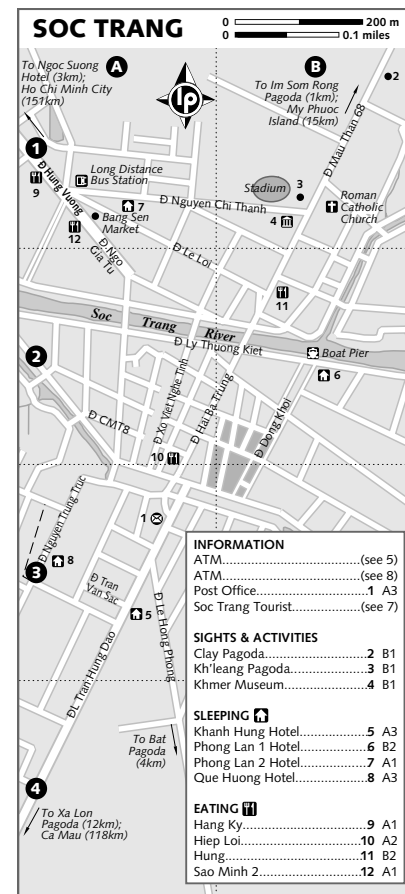 SOC TRANG
0 200 m
0 0.1 miles
A
B
To Ngoc Suong
Hotel (3km);
Ho Chi Minh City
(151km)
lp
To Im Som Rong
Pagoda (1km);
My Phuoc
Island (15km)
2
Đ Mau Than 68
1
9
Đ Hung Vuong
Long Distance
Bus Station
7
Bang Sen
Market
12
Đ Ngo
Gia Tu
Đ Nguyen Chi Thanh
Stadium
3
4
Roman
Catholic
Church
Đ Le Loi
11
Soc Trang River
Đ Ly Thuong Kiet
Boat Pier
6
2
Đ Xo Viet Nghe Tinh
Đ Hai Ba Trung
Đ Dong Khoi
Đ CMT8
10
1
Đ Nguyen Trung Truc
8
3
Đ Tran
Van Sac
5
Đ Le Hong Phong
ĐL Tran Hung Dao
To Bat
Pagoda
(4km)
4
To Xa Lon
Pagoda (12km);
Ca Mau (118km)
INFORMATION
ATM...(see 5)
ATM...(see 8)
Post Office...1 A3
Soc Trang Tourist...(see 7)
SIGHTS & ACTIVITIES
Clay Pagoda...2 B1
Kh'leang Pagoda...3 B1
Khmer Museum...4 B1
SLEEPING
Khanh Hung Hotel...5 A3
Phong Lan 1 Hotel...6 B2
Phong Lan 2 Hotel...7 A1
Que Huong Hotel...8 A3
EATING
Hang Ky...9 A1
Hiep Loi...10 A2
Hung...11 B2
Sao Minh 2...12 A1